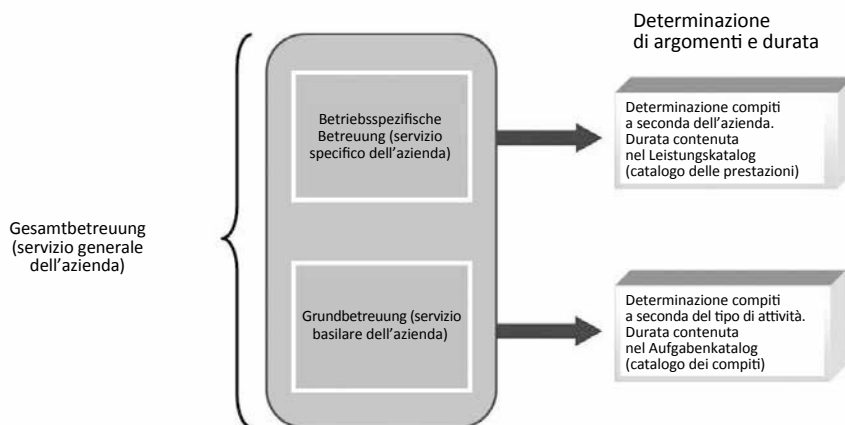 Determinazione
di argomenti e durata
Betriebsspezifische
Betreuung (servizio
specifico dell'azienda)
Determinazione compiti
a seconda dell'azienda.
Durata contenuta
nel Leistungskatalog
(catalogo delle prestazioni)
Gesamtbetreuung
(servizio generale
dell'azienda)
Grundbetreuung (servizio
basilare dell'azienda)
Determinazione compiti
a seconda del tipo di attività.
Durata contenuta
nel Aufgabenkatalog
(catalogo dei compiti)